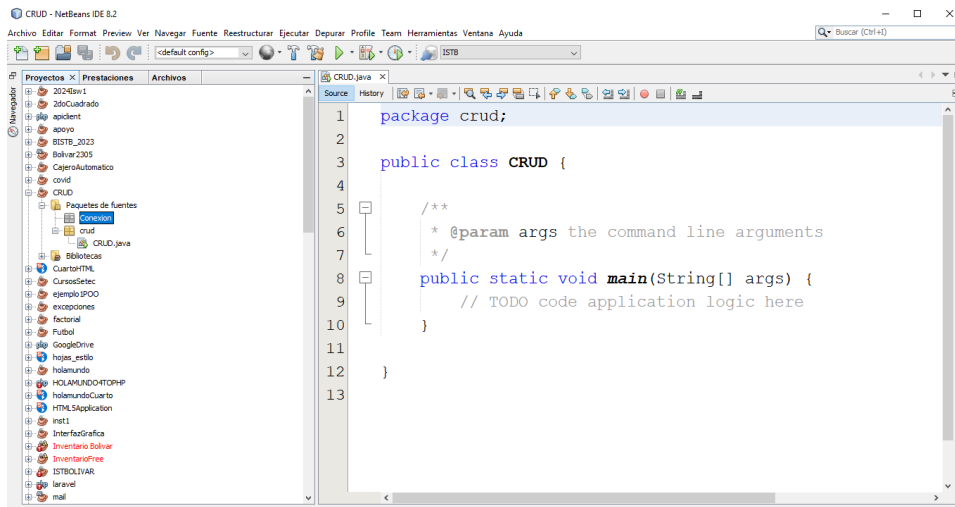 CRUD - NetBeans IDE 8.2
Archivo Editar Format Preview Ver Navegar Fuente Reestructurar Ejecutar Depurar Profile Team Herramientas Ventana Ayuda
Buscar (Ctrl+I)
<default config>
ISTB
Proyectos × Prestaciones Archivos
Navegador
2024Iswv1
2doCuadrado
apiclient
apoyo
BISTB_2023
Bolivar2305
CajeroAutomatico
covid
CRUD
Paquetes de fuentes
Conexion
crud
CRUD.java
Bibliotecas
CuartoHTML
CursosSetec
ejemplo1POO
excepciones
factorial
Futbol
GoogleDrive
hojas_estilo
holamundo
HOLAMUNDO4TOPHP
holamundoCuarto
HTML5Application
inst1
InterfazGrafica
Inventario Bolivar
InventarioFree
ISTBOLIVAR
laravel
mail
CRUD.java ×
Source History
1 package crud;
2
3 public class CRUD {
4
5 /**
6 * @param args the command line arguments
7 */
8 public static void main(String[] args) {
9 // TODO code application logic here
10 }
11
12 }
13